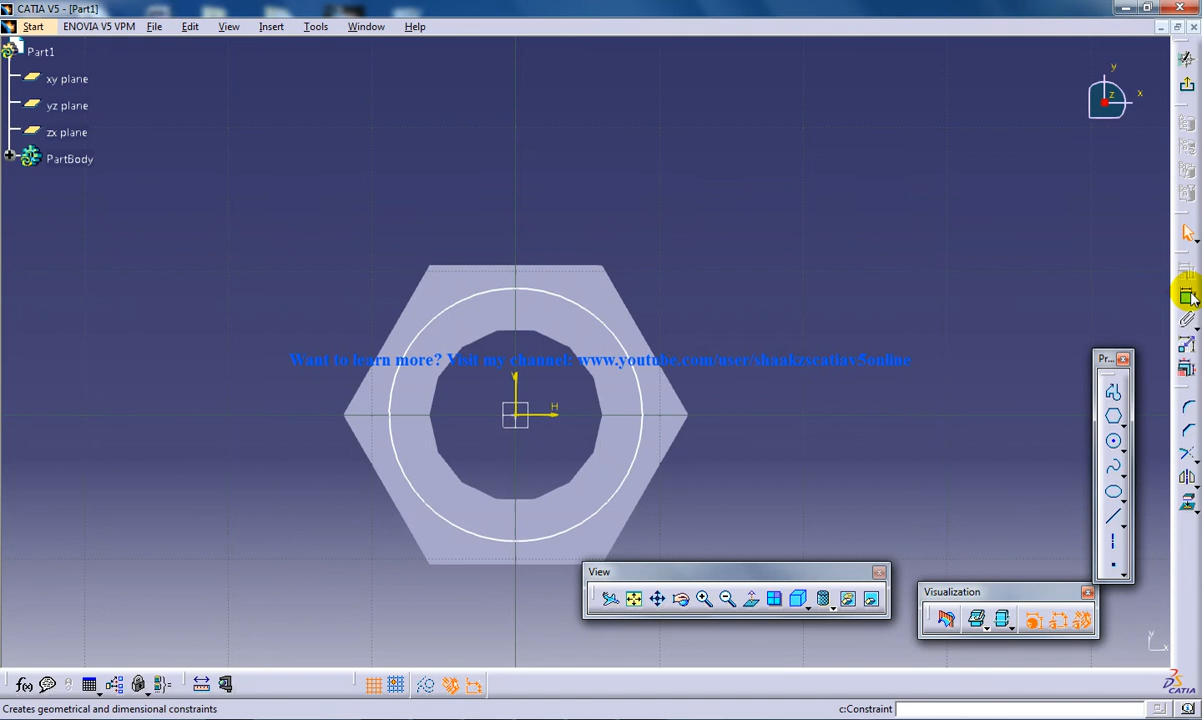 CATIA V5 - [Part1]
Start ENOVIA V5 VPM File Edit View Insert Tools Window Help
Part1
xy plane
yz plane
zx plane
PartBody
y
z x
Pr...
Want to learn more? Visit my channel: www.youtube.com/user/shaakzscatiav5online
V
H
View
Visualization
y
x
f(x)
CATIA
Creates geometrical and dimensional constraints c:Constraint